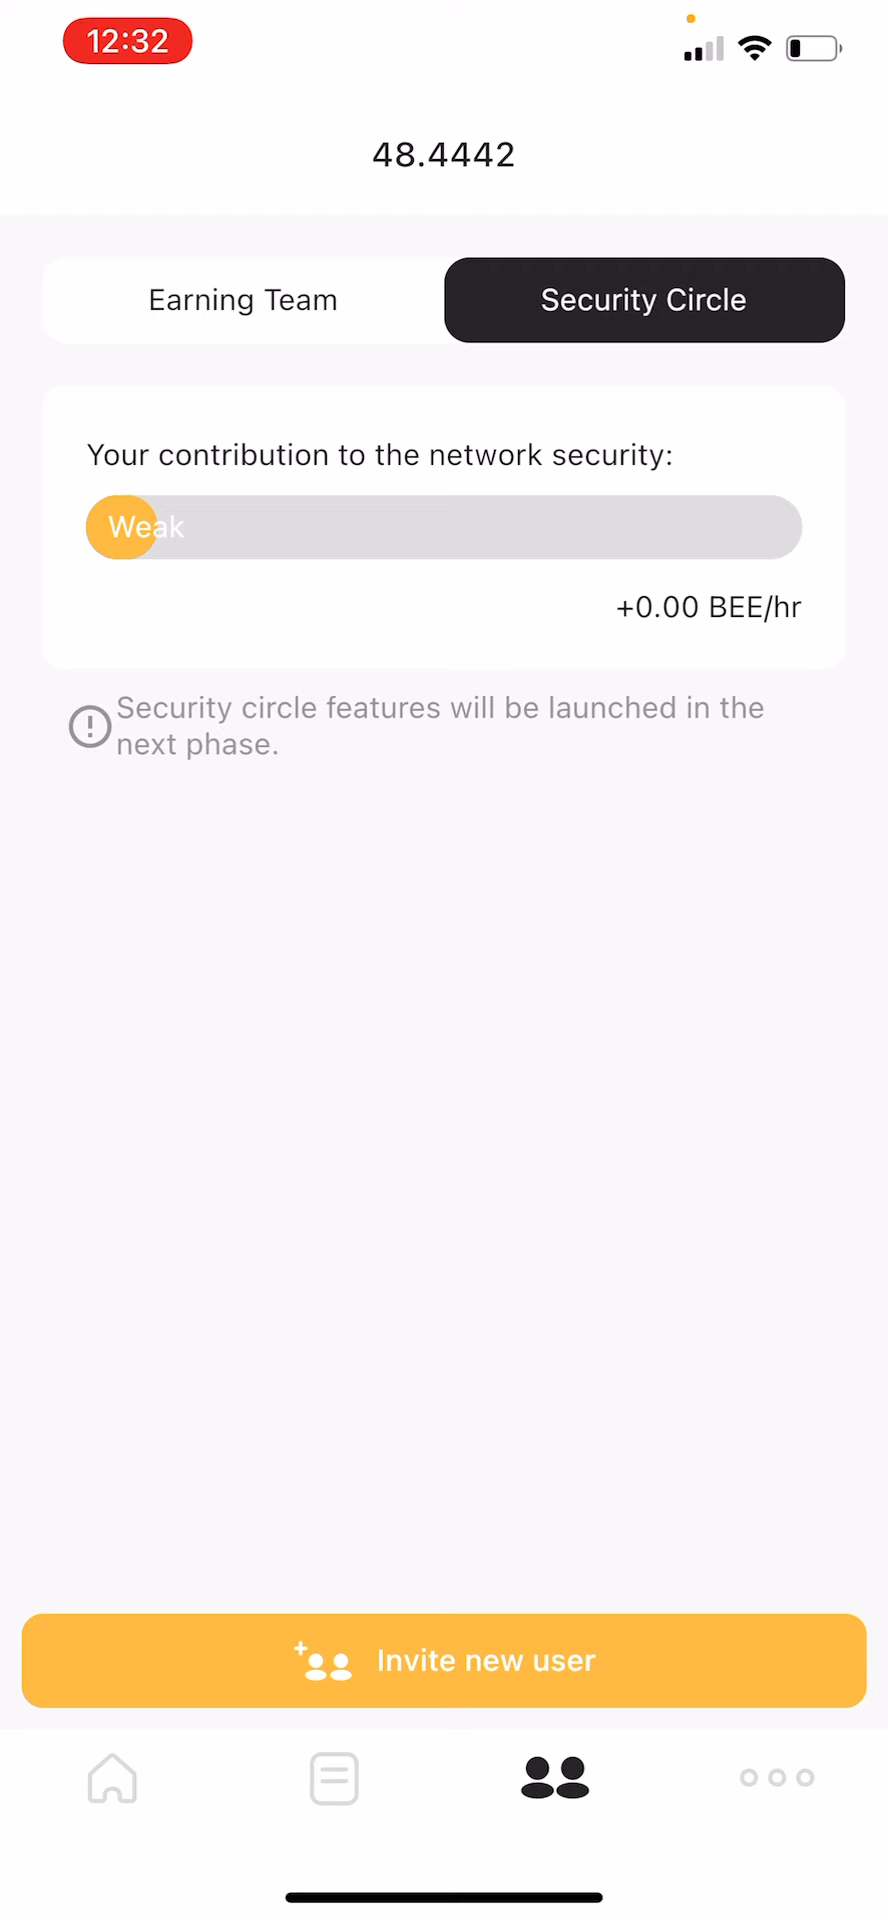 12:32
48.4442
Earning Team
Security Circle
Your contribution to the network security:
Weak
+0.00 BEE/hr
Security circle features will be launched in the
next phase.
Invite new user